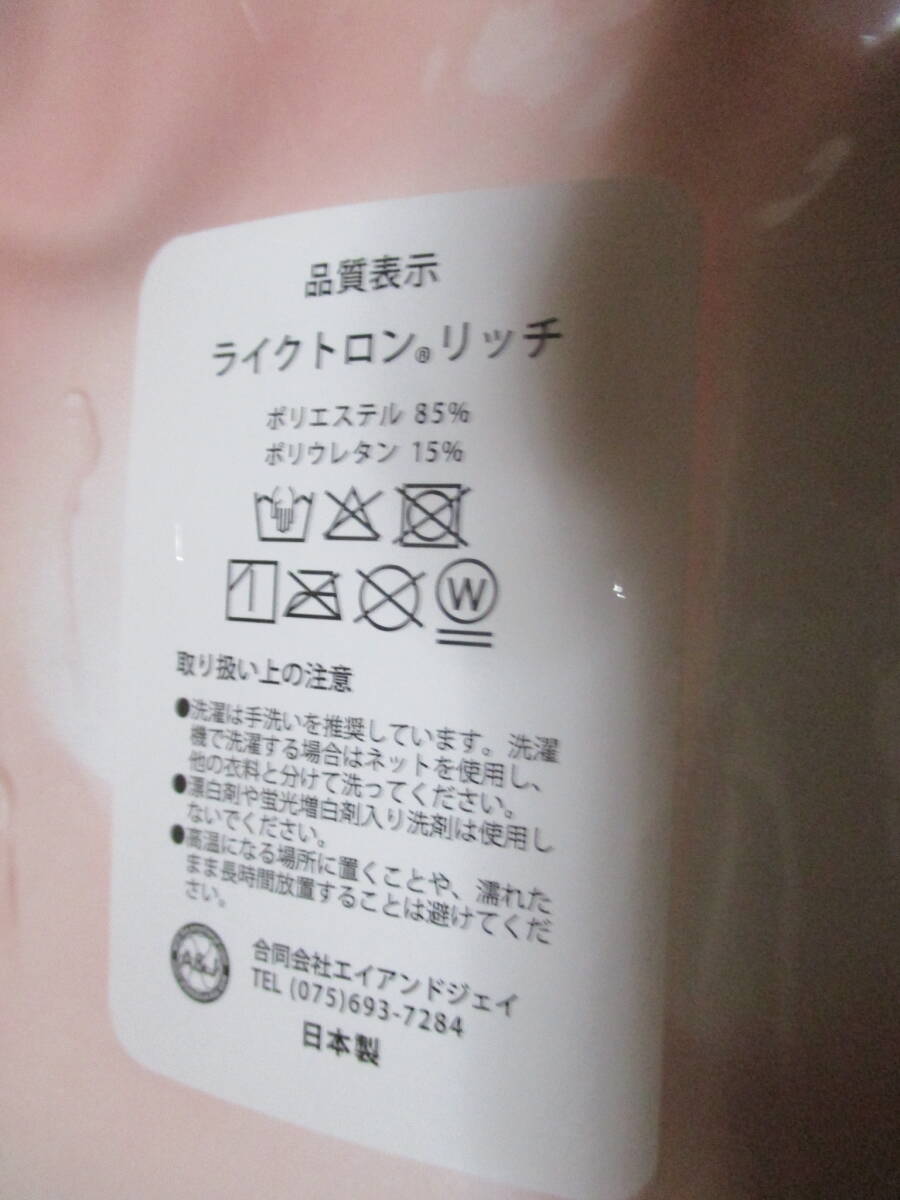 品質表示
ライクトロン®リッチ
ポリエステル 85%
ポリウレタン 15%
W
取り扱い上の注意
●洗濯は手洗いを推奨しています。洗濯
機で洗濯する場合はネットを使用し、
他の衣料と分けて洗ってください。
●漂白剤や蛍光増白剤入り洗剤は使用し
ないでください。
●高温になる場所に置くことや、濡れた
まま長時間放置することは避けてくだ
さい。
A&J
合同会社エイアンドジェイ
TEL (075)693-7284
日本製